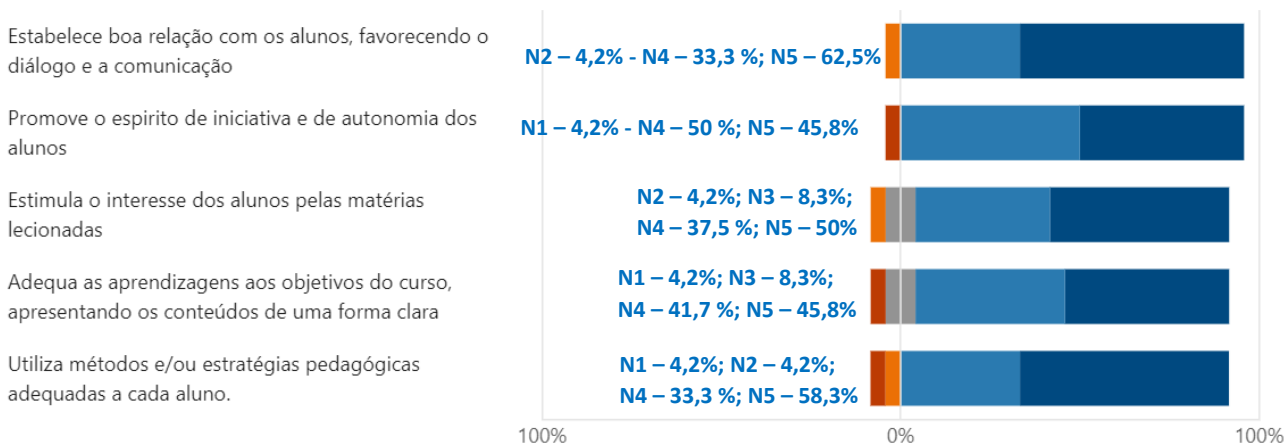 Estabelece boa relação com os alunos, favorecendo o
diálogo e a comunicação
N2 – 4,2% - N4 – 33,3 %; N5 – 62,5%
Promove o espirito de iniciativa e de autonomia dos
alunos
N1 – 4,2% - N4 – 50 %; N5 – 45,8%
Estimula o interesse dos alunos pelas matérias
lecionadas
N2 – 4,2%; N3 – 8,3%;
N4 – 37,5 %; N5 – 50%
Adequa as aprendizagens aos objetivos do curso,
apresentando os conteúdos de uma forma clara
N1 – 4,2%; N3 – 8,3%;
N4 – 41,7 %; N5 – 45,8%
Utiliza métodos e/ou estratégias pedagógicas
adequadas a cada aluno.
N1 – 4,2%; N2 – 4,2%;
N4 – 33,3 %; N5 – 58,3%
100% 0% 100%